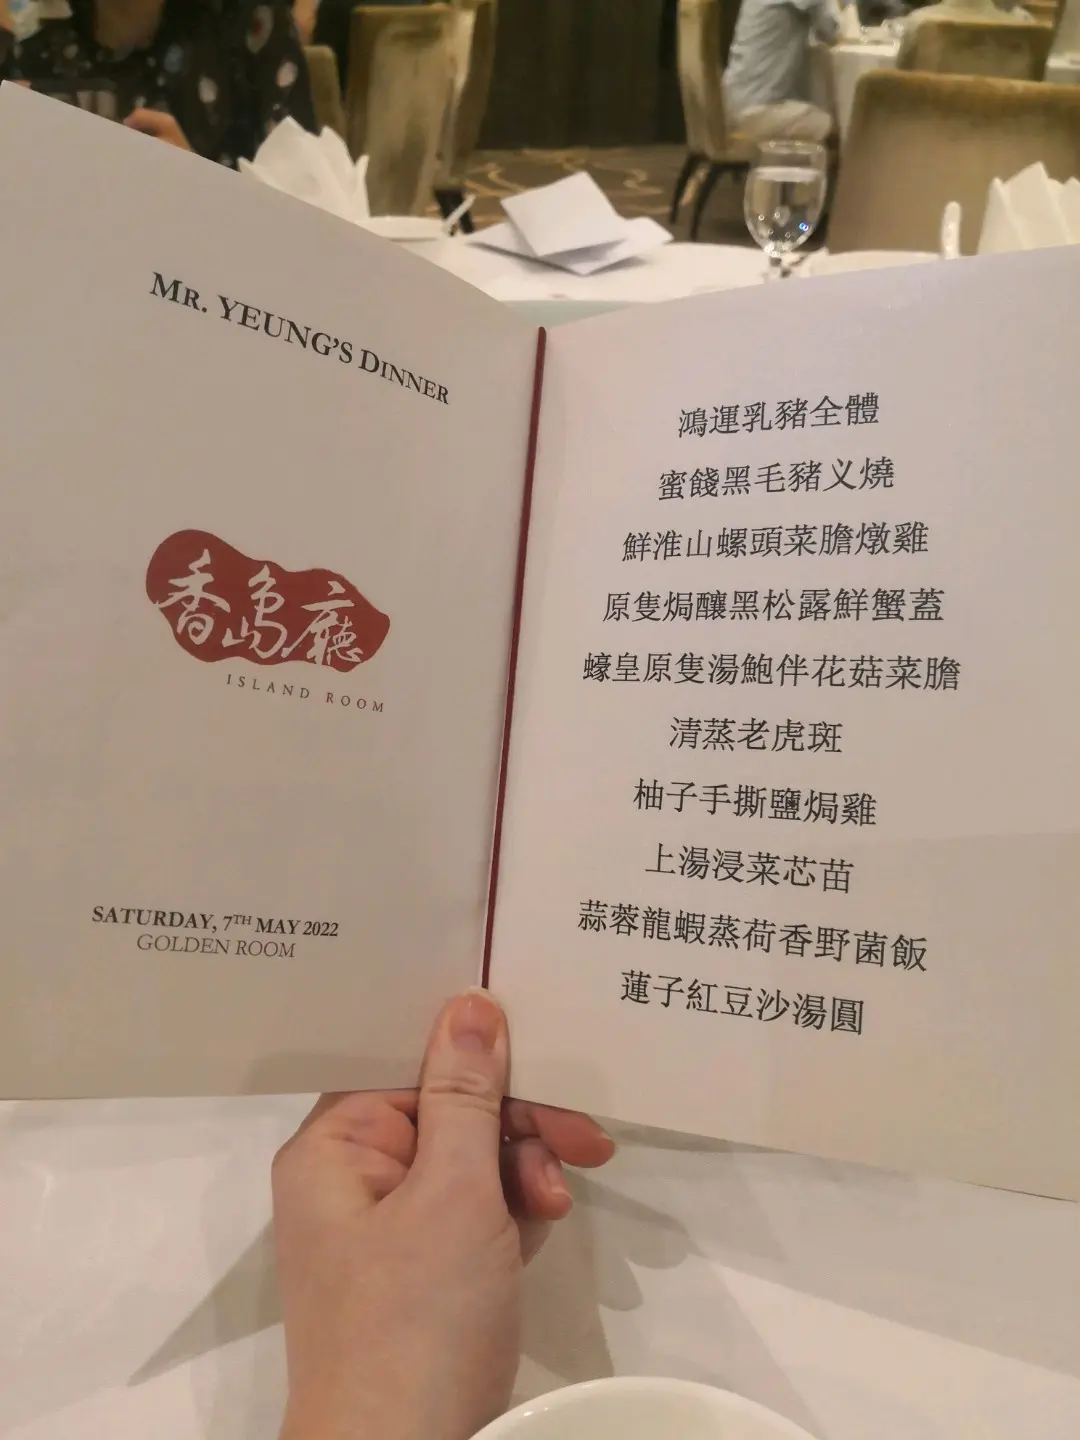 MR. YEUNG'S DINNER
香島廳
ISLAND ROOM
SATURDAY, 7TH MAY 2022
GOLDEN ROOM
鴻運乳豬全體
蜜餞黑毛豬义燒
鮮淮山螺頭菜膽燉雞
原隻焗釀黑松露鮮蟹蓋
蠔皇原隻湯鮑伴花菇菜膽
清蒸老虎斑
柚子手撕鹽焗雞
上湯浸菜芯苗
蒜蓉龍蝦蒸荷香野菌飯
蓮子紅豆沙湯圓